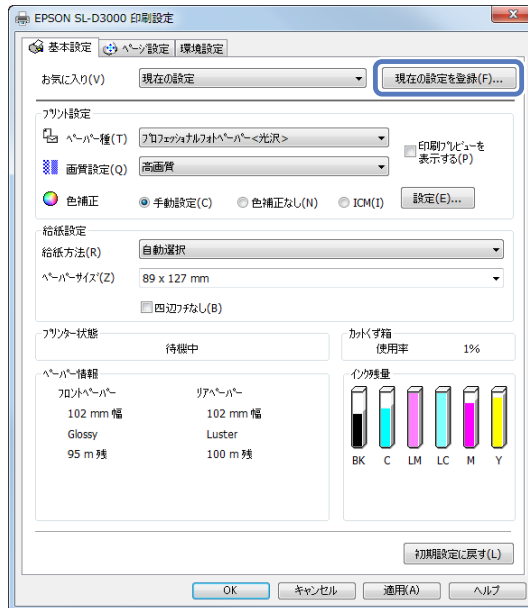 EPSON SL-D3000 印刷設定
基本設定 ページ設定 環境設定
お気に入り(V) 現在の設定 現在の設定を登録(F)...
プリント設定
ペーパー種(T) プロフェッショナルフォトペーパー<光沢> 印刷プレビューを
表示する(P)
画質設定(Q) 高画質
色補正 手動設定(C) 色補正なし(N) ICM(I) 設定(E)...
給紙設定
給紙方法(R) 自動選択
ペーパーサイズ(Z) 89 x 127 mm
四辺フチなし(B)
プリンター状態
待機中
カットくず箱
使用率 1%
ペーパー情報
フロントペーパー リアペーパー
102 mm 幅 102 mm 幅
Glossy Luster
95 m 残 100 m 残
インク残量
BK C LM LC M Y
初期設定に戻す(L)
OK キャンセル 適用(A) ヘルプ